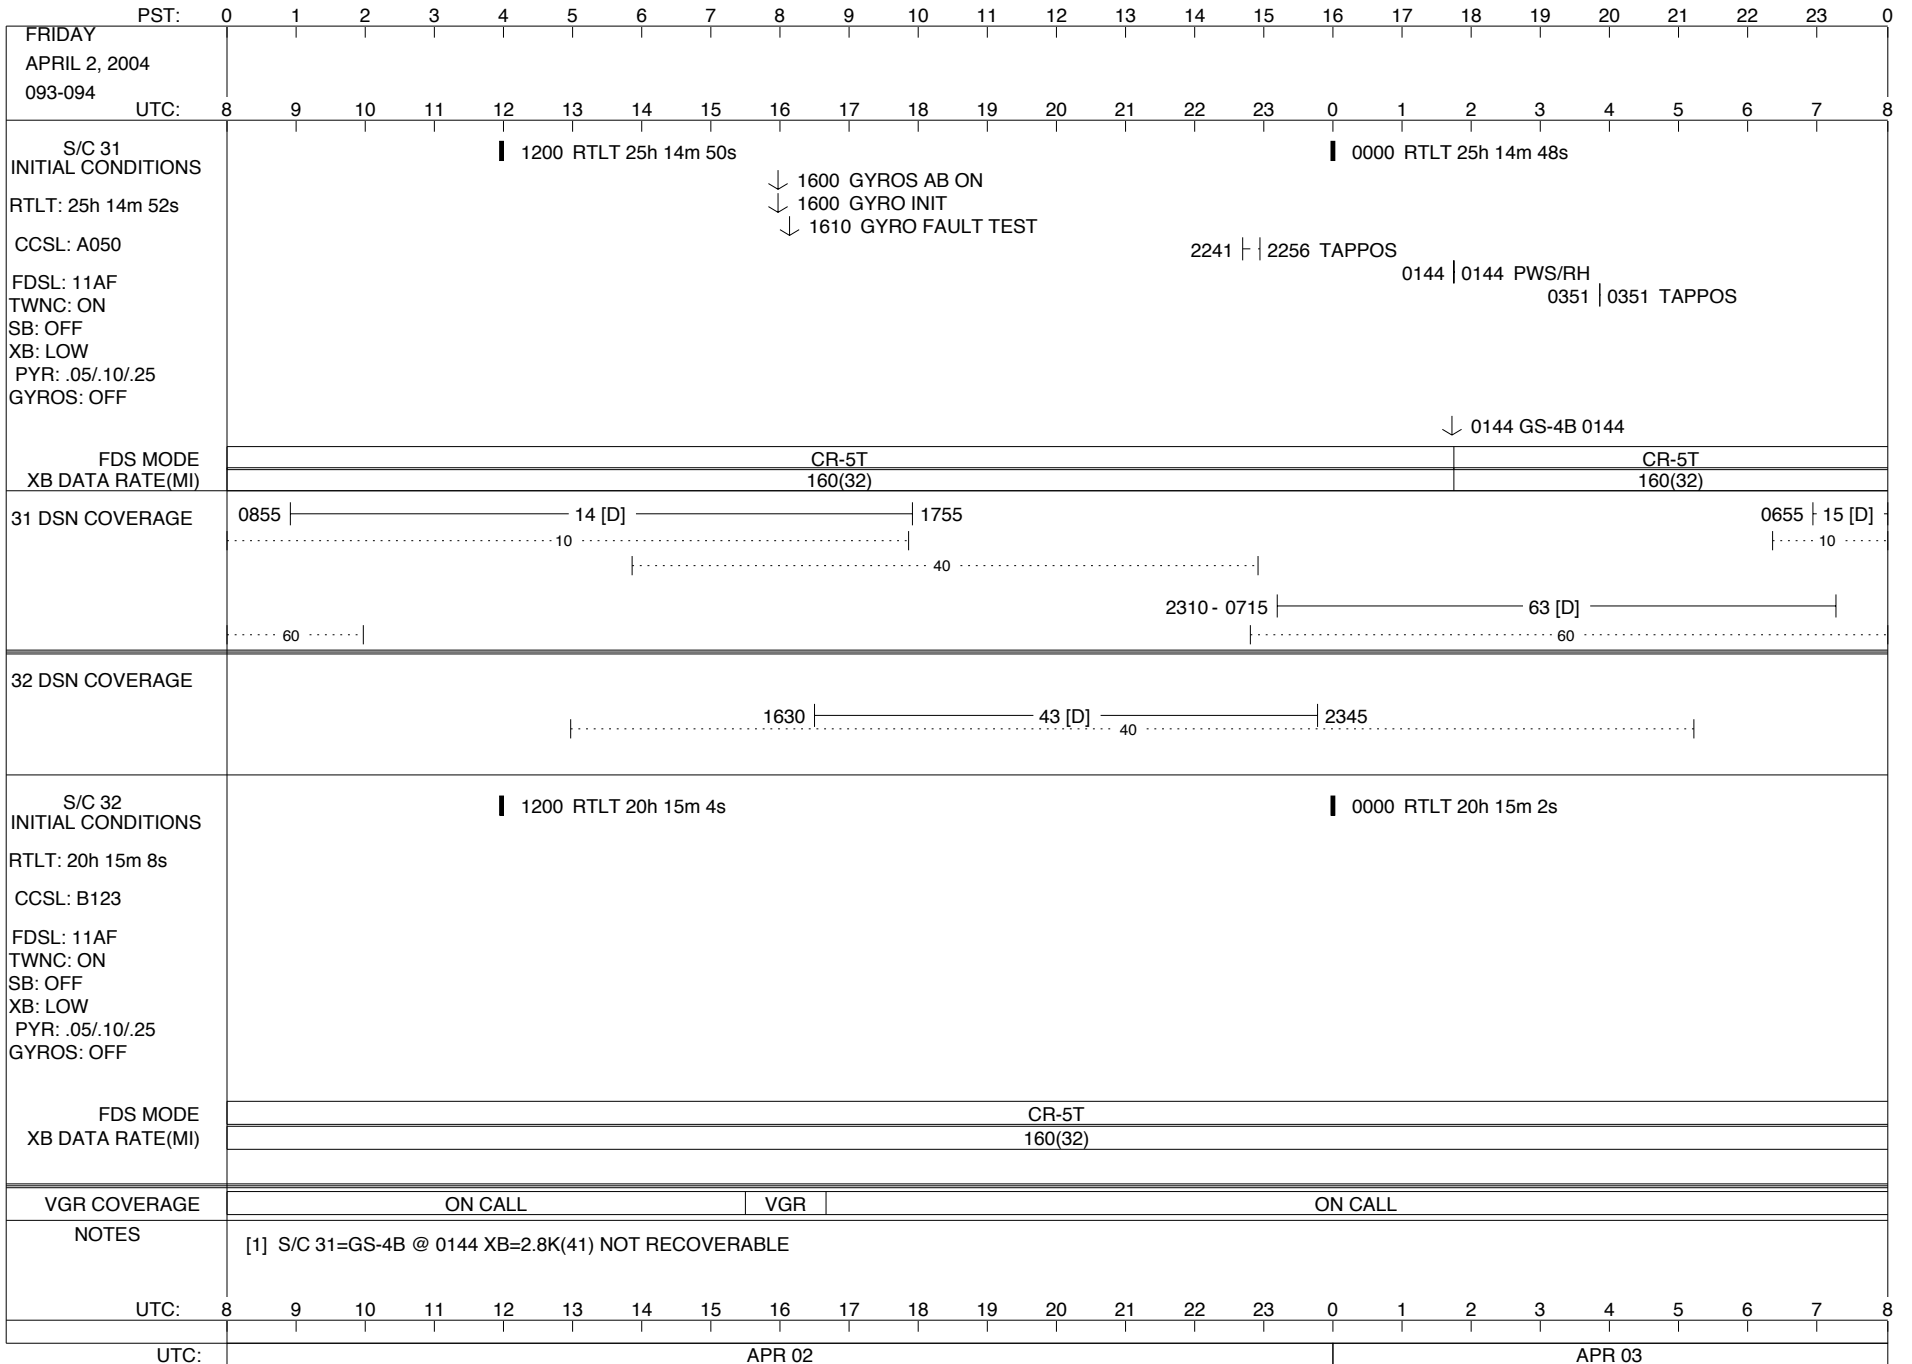 PST: 0 1 2 3 4 5 6 7 8 9 10 11 12 13 14 15 16 17 18 19 20 21 22 23 0
FRIDAY
APRIL 2, 2004
093-094
UTC: 8 9 10 11 12 13 14 15 16 17 18 19 20 21 22 23 0 1 2 3 4 5 6 7 8
S/C 31
INITIAL CONDITIONS
RTLT: 25h 14m 52s
CCSL: A050
FDSL: 11AF
TWNC: ON
SB: OFF
XB: LOW
PYR: .05/.10/.25
GYROS: OFF
1200 RTLT 25h 14m 50s
0000 RTLT 25h 14m 48s
1600 GYROS AB ON
1600 GYRO INIT
1610 GYRO FAULT TEST
2241 2256 TAPPOS
0144 0144 PWS/RH
0351 0351 TAPPOS
0144 GS-4B 0144
FDS MODE CR-5T CR-5T
XB DATA RATE(MI) 160(32) 160(32)
31 DSN COVERAGE 0855 14 [D] 1755 0655 15 [D]
10 10
40
2310 - 0715 63 [D]
60 60
32 DSN COVERAGE
1630 43 [D] 2345
40
S/C 32
INITIAL CONDITIONS
RTLT: 20h 15m 8s
CCSL: B123
FDSL: 11AF
TWNC: ON
SB: OFF
XB: LOW
PYR: .05/.10/.25
GYROS: OFF
1200 RTLT 20h 15m 4s
0000 RTLT 20h 15m 2s
FDS MODE CR-5T
XB DATA RATE(MI) 160(32)
VGR COVERAGE ON CALL VGR ON CALL
NOTES
[1] S/C 31=GS-4B @ 0144 XB=2.8K(41) NOT RECOVERABLE
UTC: 8 9 10 11 12 13 14 15 16 17 18 19 20 21 22 23 0 1 2 3 4 5 6 7 8
UTC: APR 02 APR 03